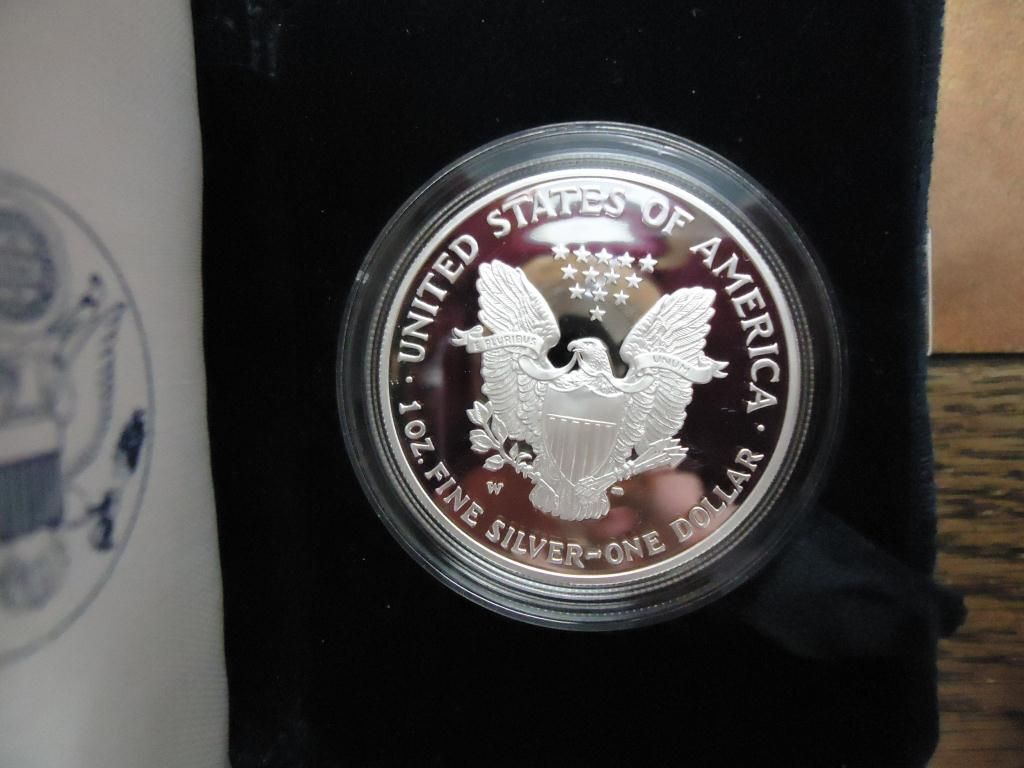 · UNITED STATES OF AMERICA ·
E PLURIBUS UNUM
W
1 OZ. FINE SILVER-ONE DOLLAR